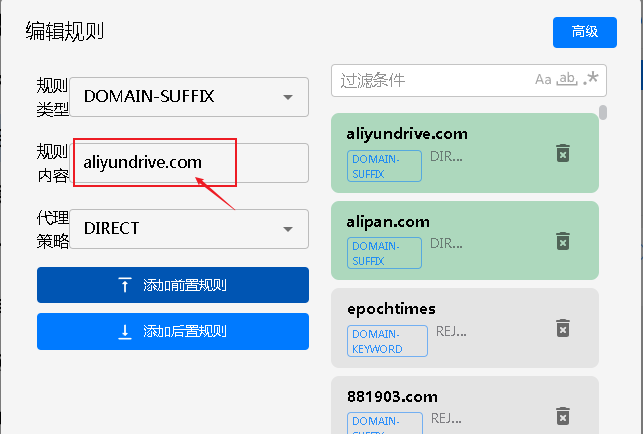 编辑规则
高级
规则
类型
DOMAIN-SUFFIX
规则
内容
aliyundrive.com
代理
策略
DIRECT
添加前置规则
添加后置规则
过滤条件
Aa
ab
.*
aliyundrive.com
DOMAIN-
SUFFIX
DIR...
alipan.com
DOMAIN-
SUFFIX
DIR...
epochtimes
DOMAIN-
KEYWORD
REJ...
881903.com
DOMAIN-
SUFFIX
REJ...